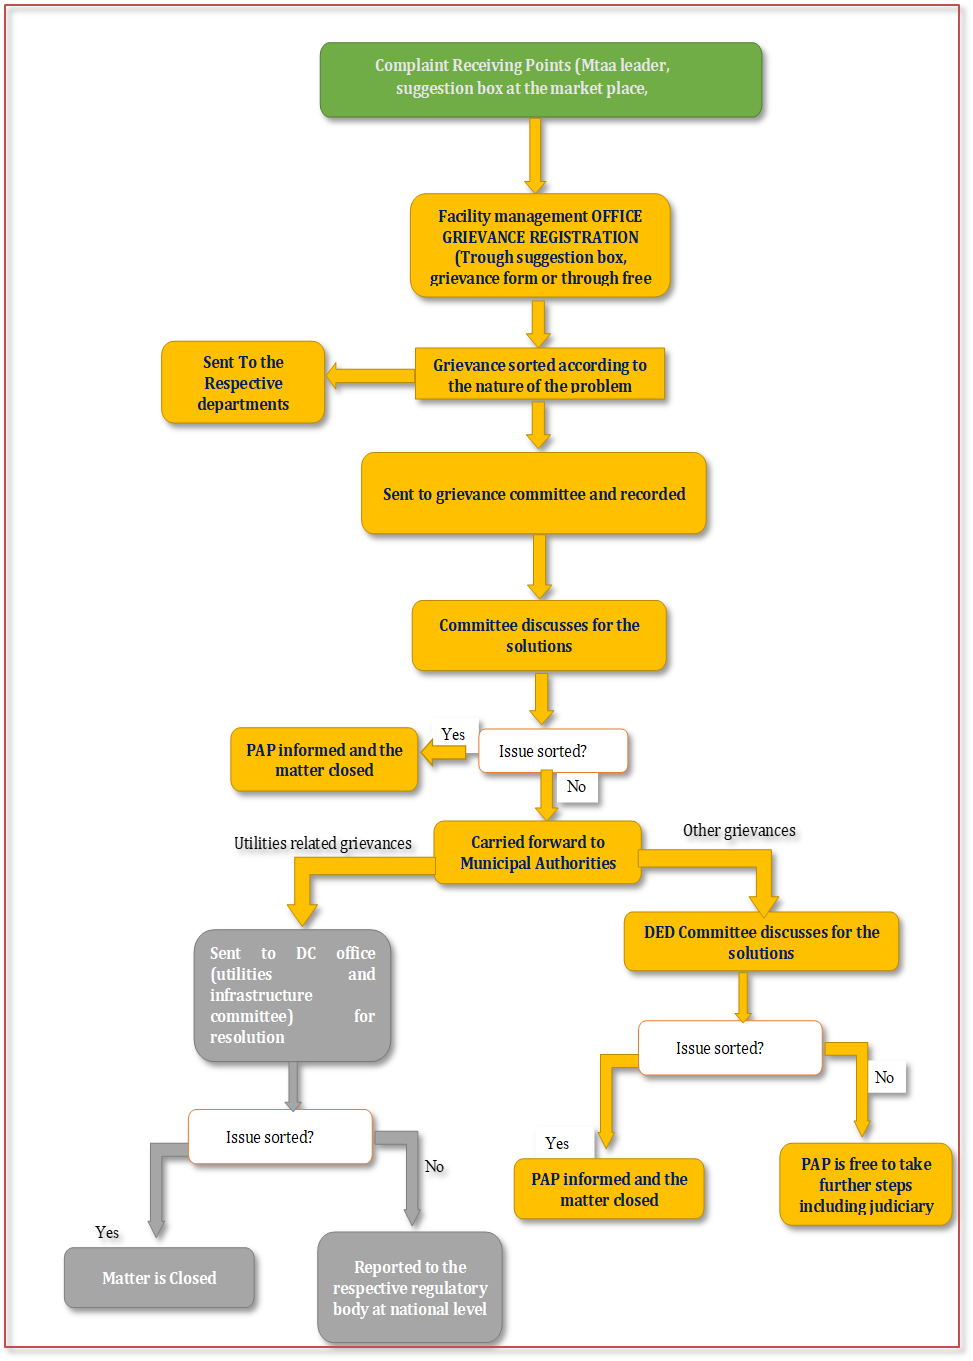 Complaint Receiving Points (Mtaa leader,
suggestion box at the market place,
Facility management OFFICE
GRIEVANCE REGISTRATION
(Trough suggestion box,
grievance form or through free
Sent To the
Respective
departments
Grievance sorted according to
the nature of the problem
Sent to grievance committee and recorded
Committee discusses for the
solutions
Yes
Issue sorted?
PAP informed and the
matter closed
No
Carried forward to
Municipal Authorities
Utilities related grievances
Other grievances
Sent to DC office
(utilities and
infrastructure
committee) for
resolution
DED Committee discusses for the
solutions
Issue sorted?
No
Yes
PAP informed and the
matter closed
PAP is free to take
further steps
including judiciary
Issue sorted?
No
Yes
Matter is Closed
Reported to the
respective regulatory
body at national level